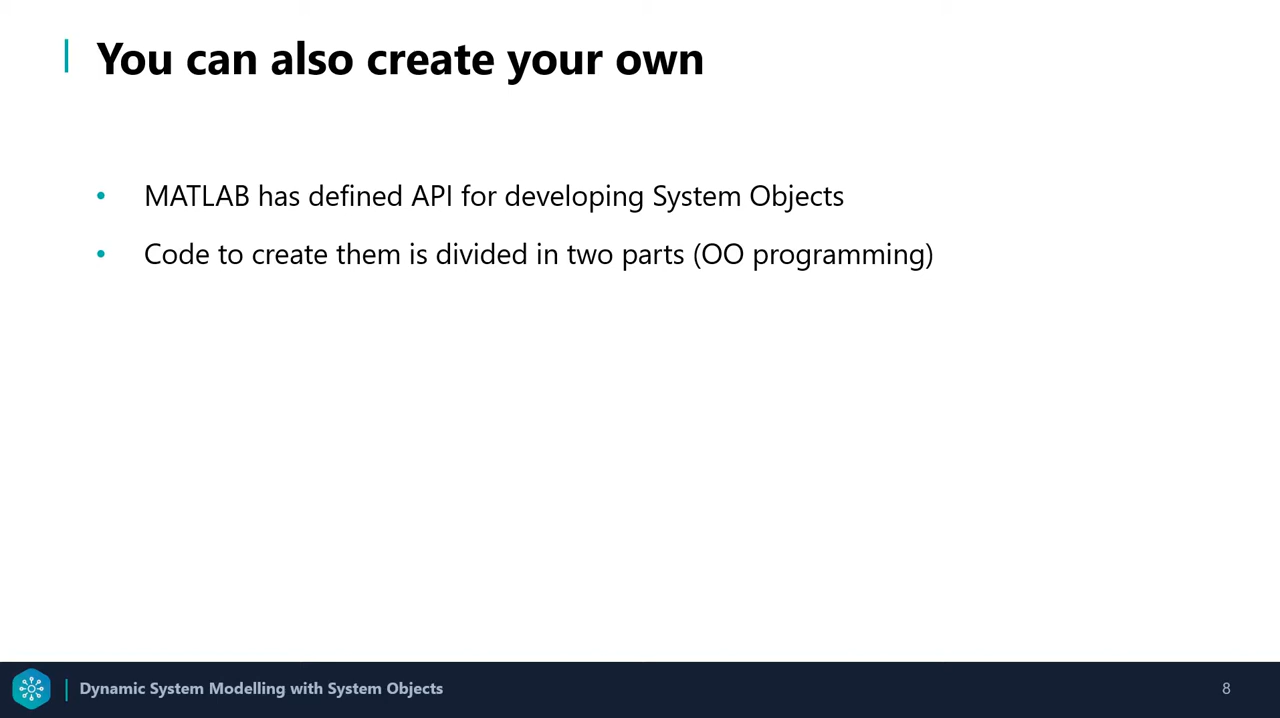 You can also create your own
• MATLAB has defined API for developing System Objects
• Code to create them is divided in two parts (OO programming)
Dynamic System Modelling with System Objects
8